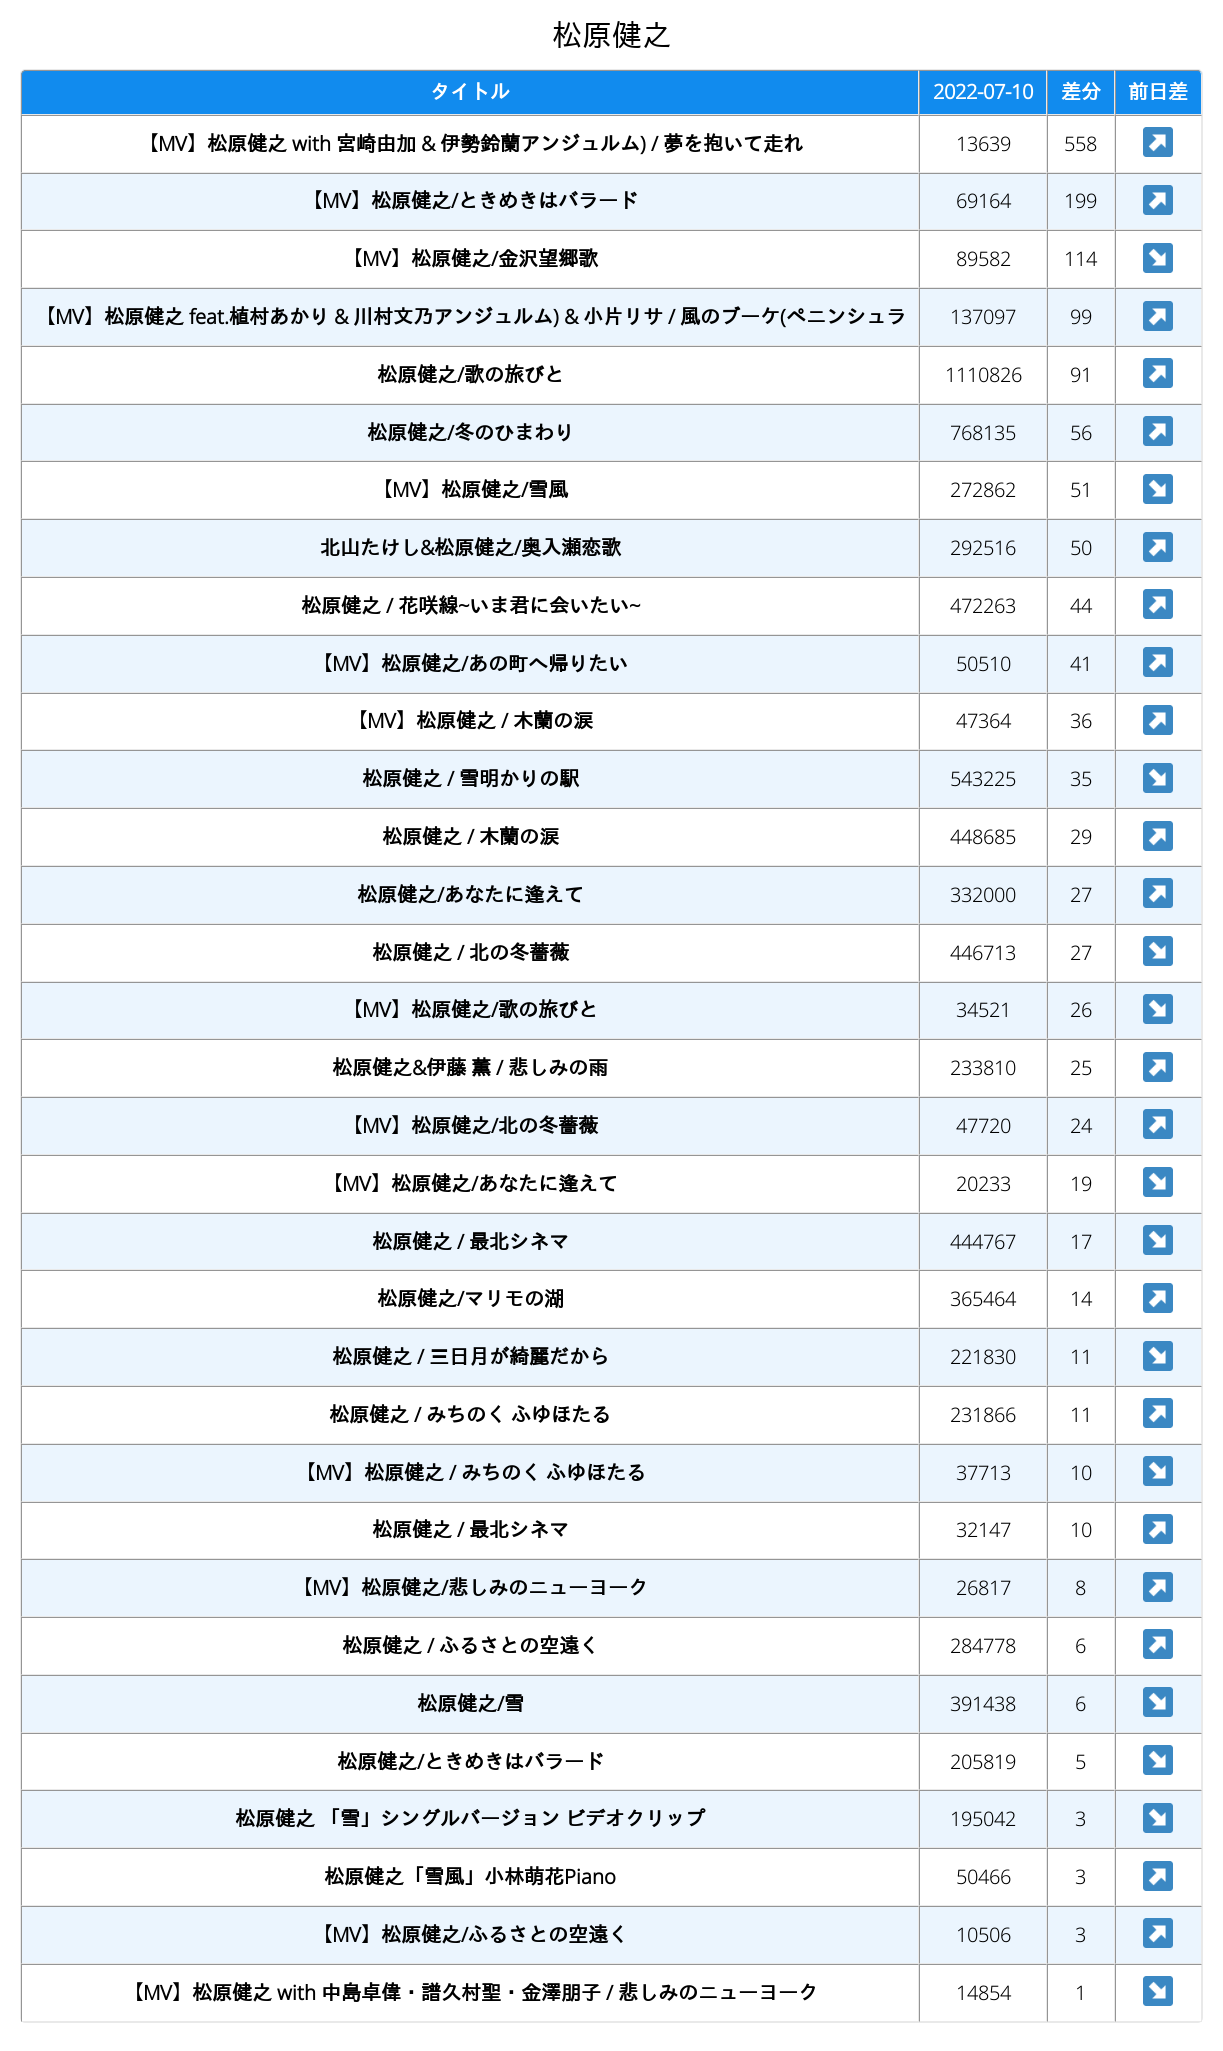 松原健之
タイトル 2022-07-10 差分 前日差
【MV】松原健之 with 宮崎由加 & 伊勢鈴蘭アンジュルム) / 夢を抱いて走れ 13639 558 ↗
【MV】松原健之/ときめきはバラード 69164 199 ↗
【MV】松原健之/金沢望郷歌 89582 114 ↘
【MV】松原健之 feat.植村あかり & 川村文乃アンジュルム) & 小片リサ / 風のブーケ(ペニンシュラ 137097 99 ↗
松原健之/歌の旅びと 1110826 91 ↗
松原健之/冬のひまわり 768135 56 ↗
【MV】松原健之/雪風 272862 51 ↘
北山たけし&松原健之/奥入瀬恋歌 292516 50 ↗
松原健之 / 花咲線~いま君に会いたい~ 472263 44 ↗
【MV】松原健之/あの町へ帰りたい 50510 41 ↗
【MV】松原健之 / 木蘭の涙 47364 36 ↗
松原健之 / 雪明かりの駅 543225 35 ↘
松原健之 / 木蘭の涙 448685 29 ↗
松原健之/あなたに逢えて 332000 27 ↗
松原健之 / 北の冬薔薇 446713 27 ↘
【MV】松原健之/歌の旅びと 34521 26 ↘
松原健之&伊藤 薫 / 悲しみの雨 233810 25 ↗
【MV】松原健之/北の冬薔薇 47720 24 ↗
【MV】松原健之/あなたに逢えて 20233 19 ↘
松原健之 / 最北シネマ 444767 17 ↘
松原健之/マリモの湖 365464 14 ↗
松原健之 / 三日月が綺麗だから 221830 11 ↘
松原健之 / みちのく ふゆほたる 231866 11 ↗
【MV】松原健之 / みちのく ふゆほたる 37713 10 ↘
松原健之 / 最北シネマ 32147 10 ↗
【MV】松原健之/悲しみのニューヨーク 26817 8 ↗
松原健之 / ふるさとの空遠く 284778 6 ↗
松原健之/雪 391438 6 ↘
松原健之/ときめきはバラード 205819 5 ↘
松原健之 「雪」シングルバージョン ビデオクリップ 195042 3 ↘
松原健之「雪風」小林萌花Piano 50466 3 ↗
【MV】松原健之/ふるさとの空遠く 10506 3 ↗
【MV】松原健之 with 中島卓偉・譜久村聖・金澤朋子 / 悲しみのニューヨーク 14854 1 ↘